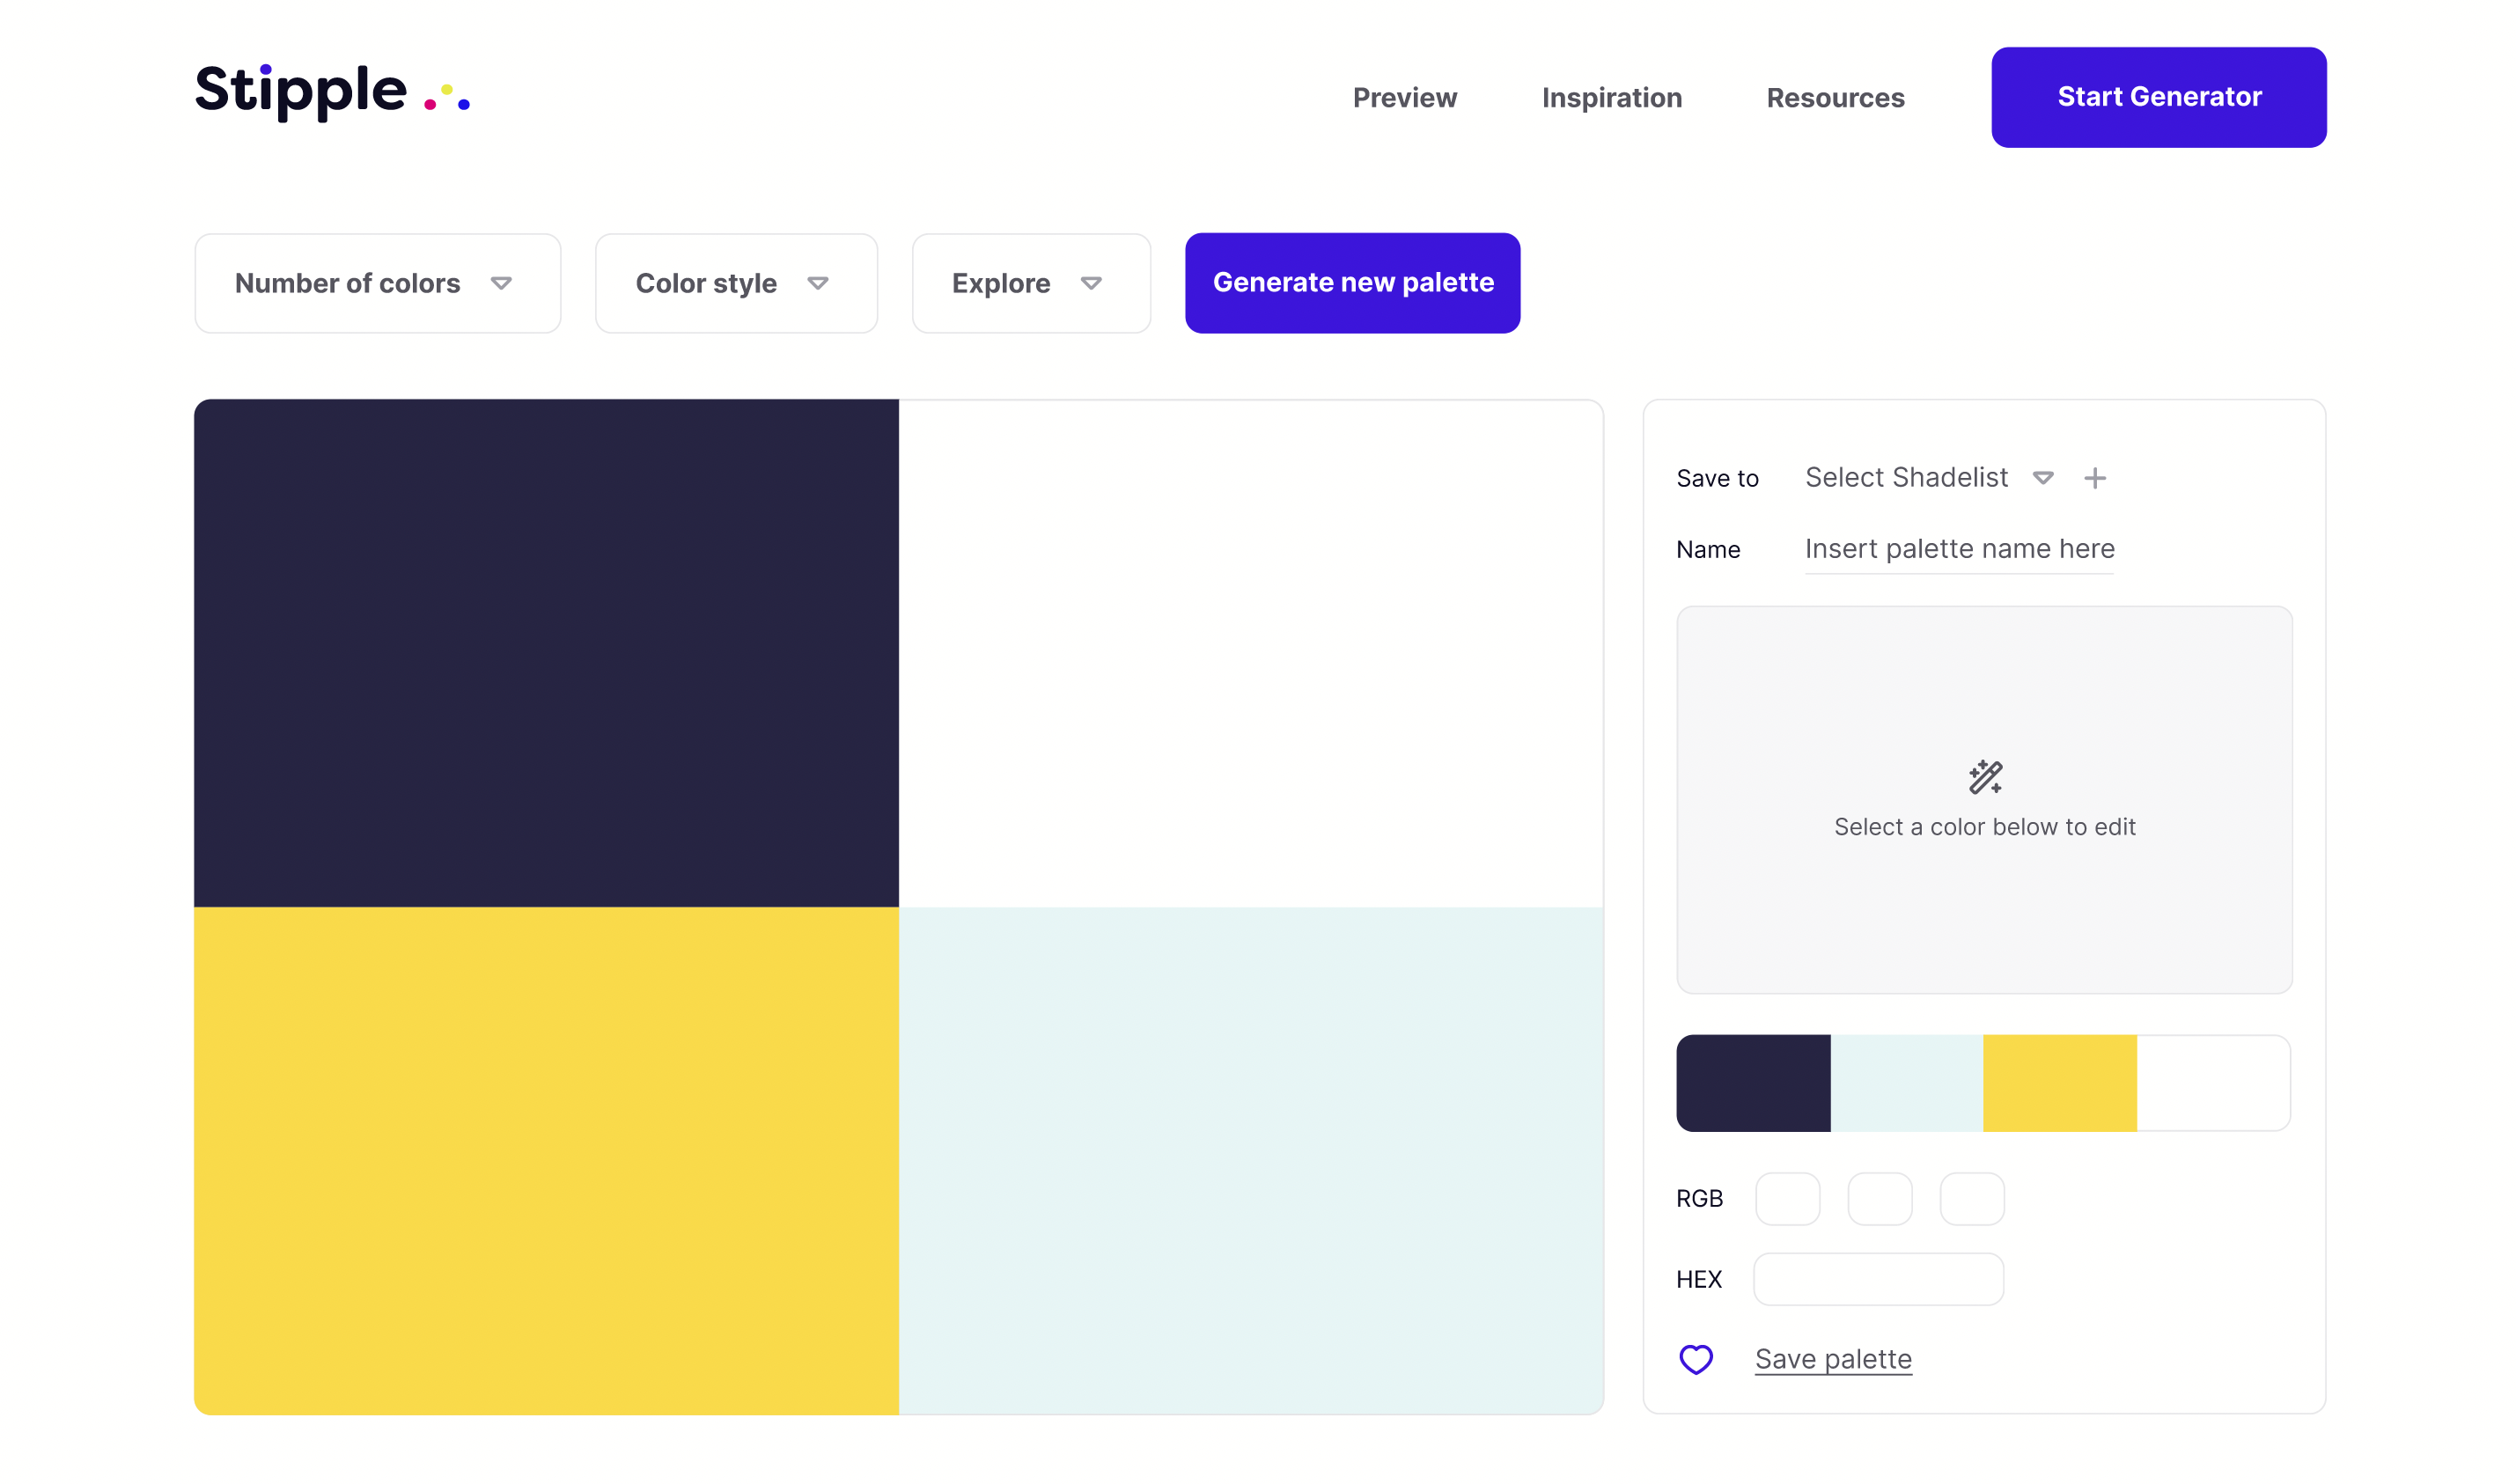 Stipple
Preview
Inspiration
Resources
Start Generator
Number of colors
Color style
Explore
Generate new palette
Save to
Select Shadelist
Name
Insert palette name here
Select a color below to edit
RGB
HEX
Save palette